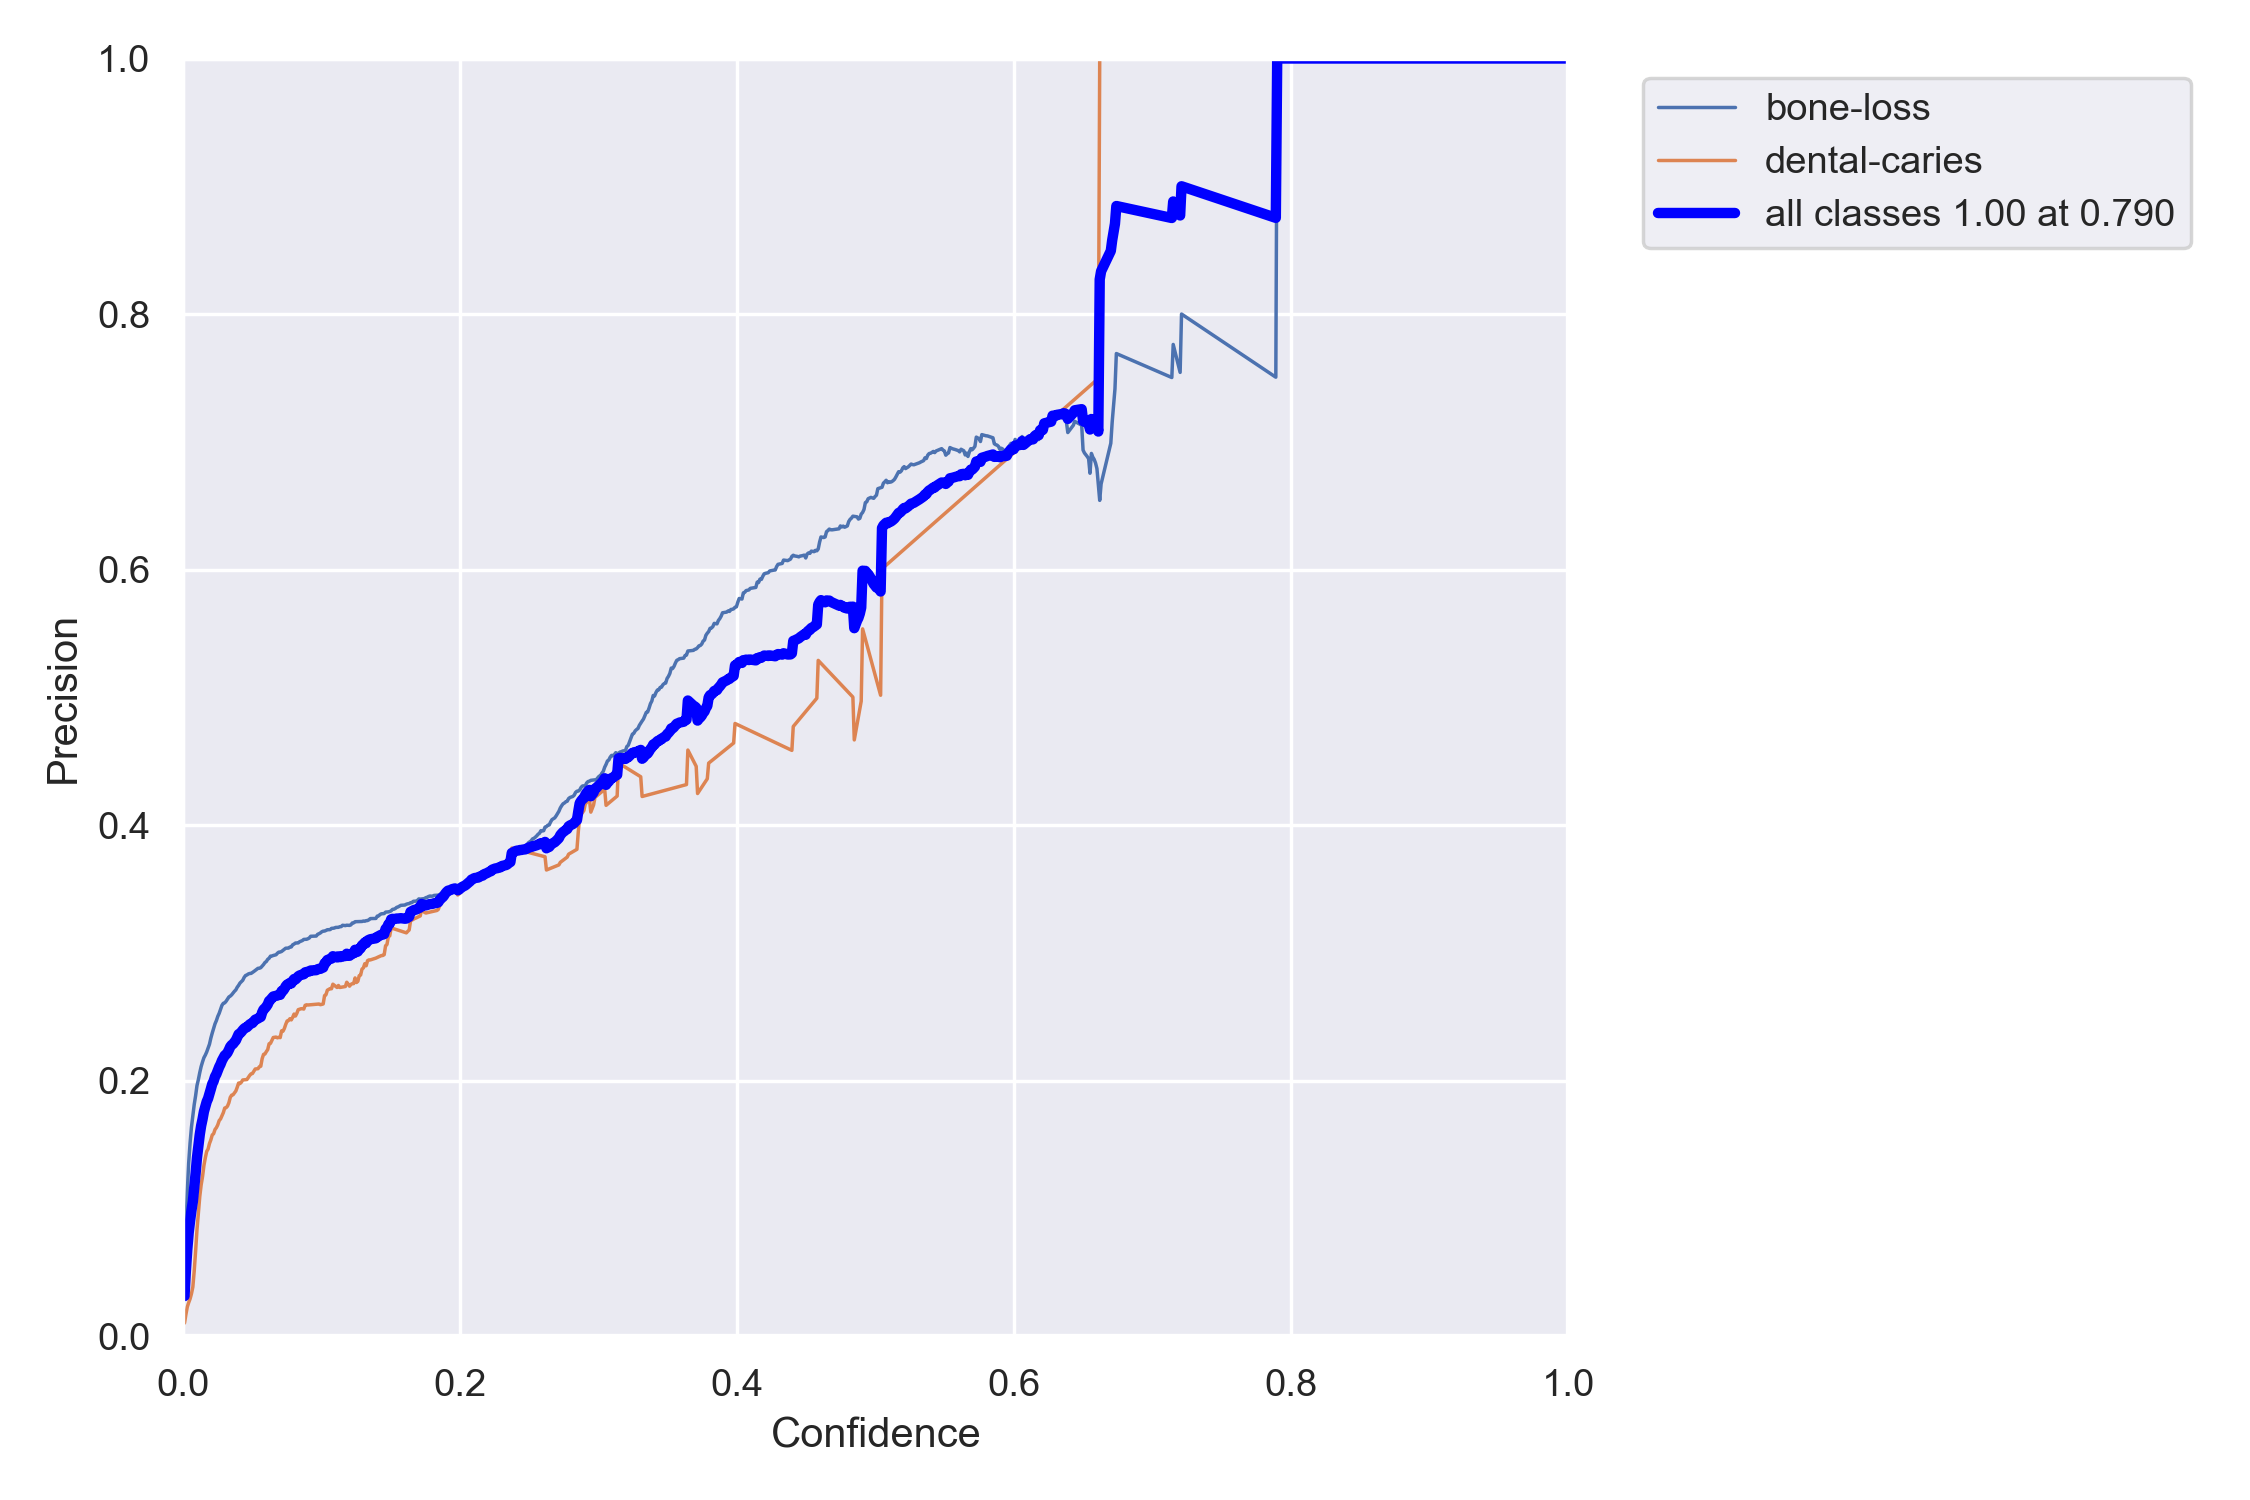 bone-loss
dental-caries
all classes 1.00 at 0.790
Precision
1.0
0.8
0.6
0.4
0.2
0.0
0.0 0.2 0.4 0.6 0.8 1.0
Confidence